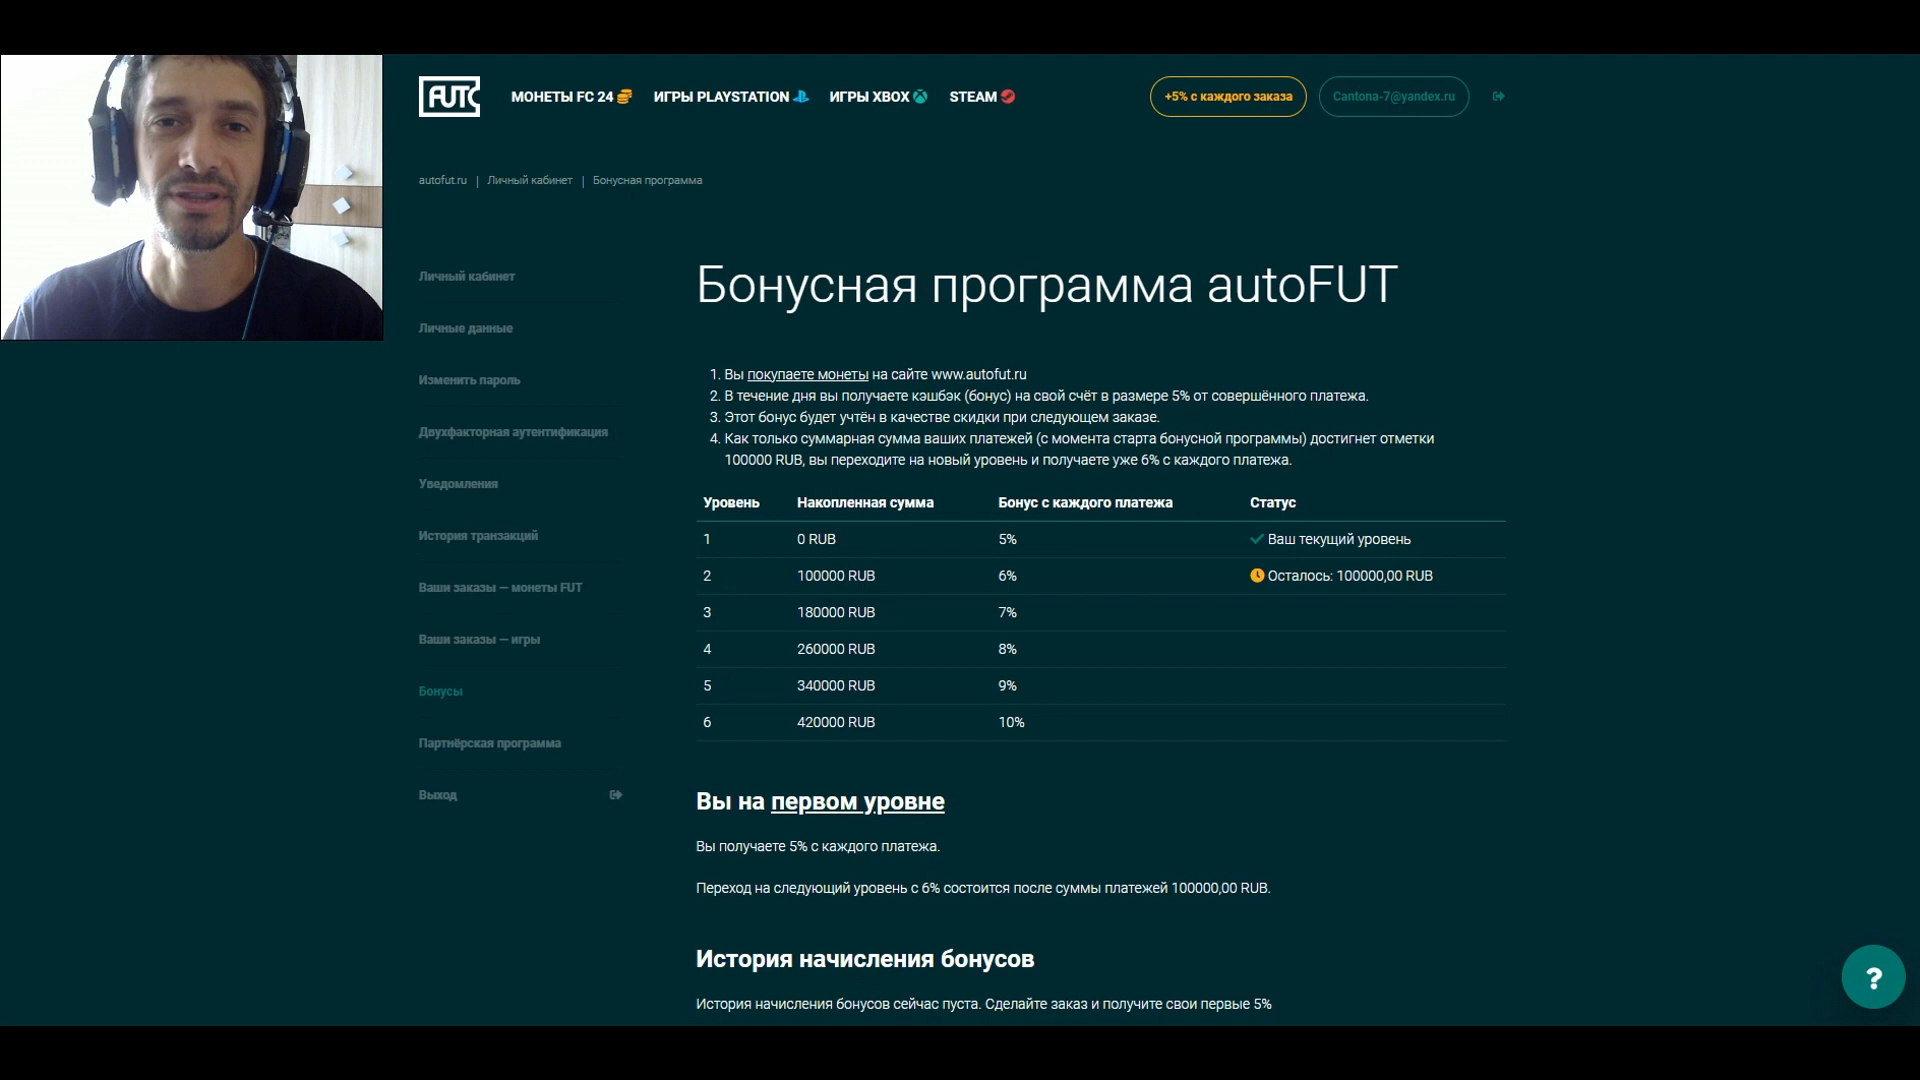 FUT
МОНЕТЫ FC 24
ИГРЫ PLAYSTATION
ИГРЫ XBOX
STEAM
+5% с каждого заказа
Cantona-7@yandex.ru
autofut.ru | Личный кабинет | Бонусная программа
Личный кабинет
Личные данные
Изменить пароль
Двухфакторная аутентификация
Уведомления
История транзакций
Ваши заказы — монеты FUT
Ваши заказы — игры
Бонусы
Партнёрская программа
Выход
Бонусная программа autoFUT
1. Вы покупаете монеты на сайте www.autofut.ru
2. В течение дня вы получаете кэшбэк (бонус) на свой счёт в размере 5% от совершённого платежа.
3. Этот бонус будет учтён в качестве скидки при следующем заказе.
4. Как только суммарная сумма ваших платежей (с момента старта бонусной программы) достигнет отметки
100000 RUB, вы переходите на новый уровень и получаете уже 6% с каждого платежа.
Уровень Накопленная сумма Бонус с каждого платежа Статус
1 0 RUB 5% Ваш текущий уровень
2 100000 RUB 6% Осталось: 100000,00 RUB
3 180000 RUB 7%
4 260000 RUB 8%
5 340000 RUB 9%
6 420000 RUB 10%
Вы на первом уровне
Вы получаете 5% с каждого платежа.
Переход на следующий уровень с 6% состоится после суммы платежей 100000,00 RUB.
История начисления бонусов
История начисления бонусов сейчас пуста. Сделайте заказ и получите свои первые 5%
?